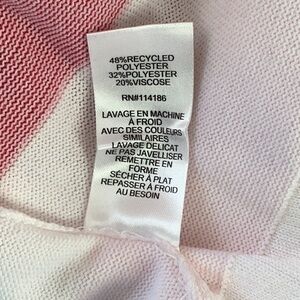 48%RECYCLED
POLYESTER
32%POLYESTER
20%VISCOSE
RN#114186
LAVAGE EN MACHINE
À FROID
AVEC DES COULEURS
SIMILAIRES
LAVAGE DÉLICAT
NE PAS JAVELLISER
REMETTRE EN
FORME
SÉCHER À PLAT
REPASSER À FROID
AU BESOIN